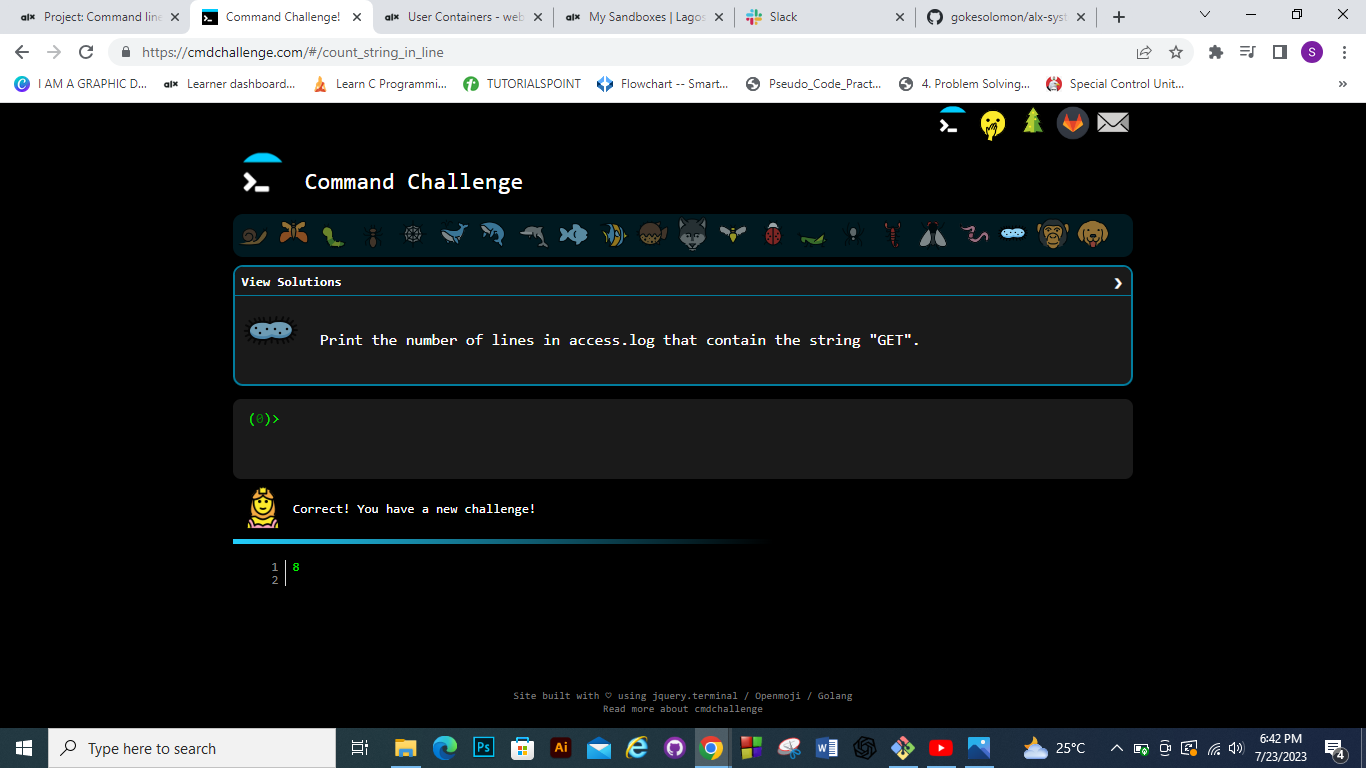 Project: Command line
Command Challenge!
alx User Containers - web
alx My Sandboxes | Lagos
Slack
gokesolomon/alx-syst
https://cmdchallenge.com/#/count_string_in_line
S
I AM A GRAPHIC D...
alx Learner dashboard...
Learn C Programmi...
TUTORIALSPOINT
Flowchart -- Smart...
Pseudo_Code_Pract...
4. Problem Solving...
Special Control Unit...
Command Challenge
View Solutions
Print the number of lines in access.log that contain the string "GET".
(0)>
Correct! You have a new challenge!
1 8
2
Site built with ♡ using jquery.terminal / Openmoji / Golang
Read more about cmdchallenge
Type here to search
Ps
Ai
25°C
6:42 PM
7/23/2023
4